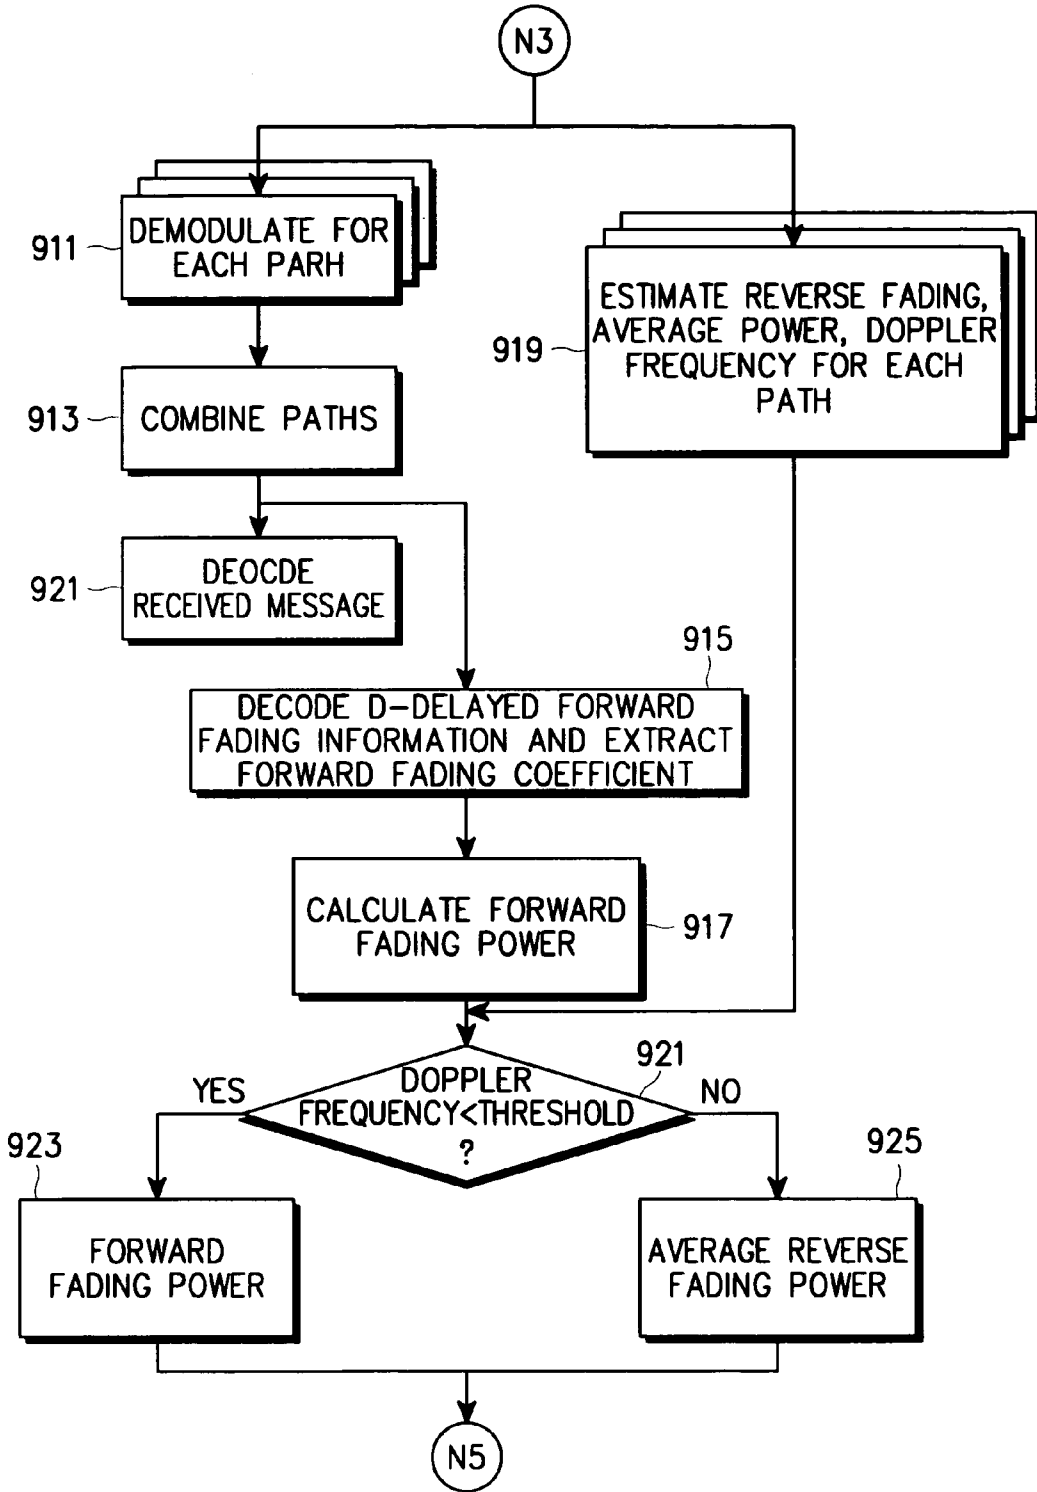 N3
911
DEMODULATE FOR
EACH PARH
919
ESTIMATE REVERSE FADING,
AVERAGE POWER, DOPPLER
FREQUENCY FOR EACH
PATH
913
COMBINE PATHS
921
DEOCDE
RECEIVED MESSAGE
915
DECODE D-DELAYED FORWARD
FADING INFORMATION AND EXTRACT
FORWARD FADING COEFFICIENT
CALCULATE FORWARD
FADING POWER
917
921
YES
DOPPLER
FREQUENCY<THRESHOLD
?
NO
923
FORWARD
FADING POWER
925
AVERAGE REVERSE
FADING POWER
N5